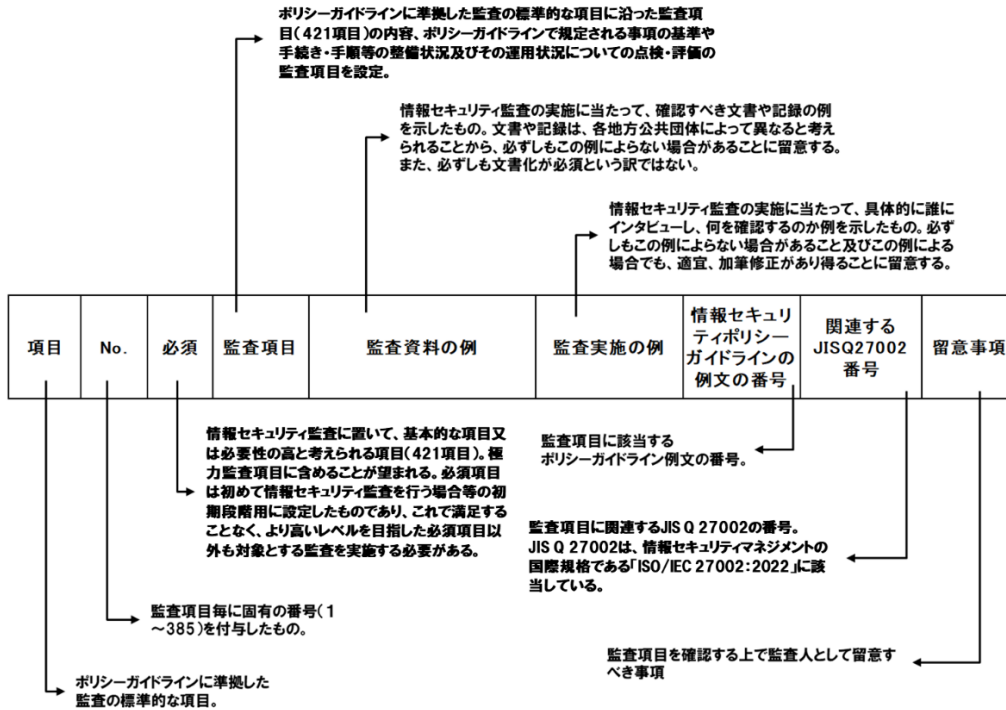 ポリシーガイドラインに準拠した監査の標準的な項目に沿った監査項
目(421項目)の内容、ポリシーガイドラインで規定される事項の基準や
手続き・手順等の整備状況及びその運用状況についての点検・評価の
監査項目を設定。
情報セキュリティ監査の実施に当たって、確認すべき文書や記録の例
を示したもの。文書や記録は、各地方公共団体によって異なると考え
られることから、必ずしもこの例によらない場合があることに留意する。
また、必ずしも文書化が必須という訳ではない。
情報セキュリティ監査の実施に当たって、具体的に誰に
インタビューし、何を確認するのか例を示したもの。必ず
しもこの例によらない場合があること及びこの例による
場合でも、適宜、加筆修正があり得ることに留意する。
項目
No.
必須
監査項目
監査資料の例
監査実施の例
情報セキュリ
ティポリシー
ガイドラインの
例文の番号
関連する
JISQ27002
番号
留意事項
情報セキュリティ監査に置いて、基本的な項目又
は必要性の高と考えられる項目(421項目)。極
力監査項目に含めることが望まれる。必須項目
は初めて情報セキュリティ監査を行う場合等の初
期段階用に設定したものであり、これで満足する
ことなく、より高いレベルを目指した必須項目以
外も対象とする監査を実施する必要がある。
監査項目に該当する
ポリシーガイドライン例文の番号。
監査項目に関連するJIS Q 27002の番号。
JIS Q 27002は、情報セキュリティマネジメントの
国際規格である「ISO/IEC 27002:2022」に該
当している。
監査項目毎に固有の番号(1
~385)を付与したもの。
監査項目を確認する上で監査人として留意す
べき事項
ポリシーガイドラインに準拠した
監査の標準的な項目。